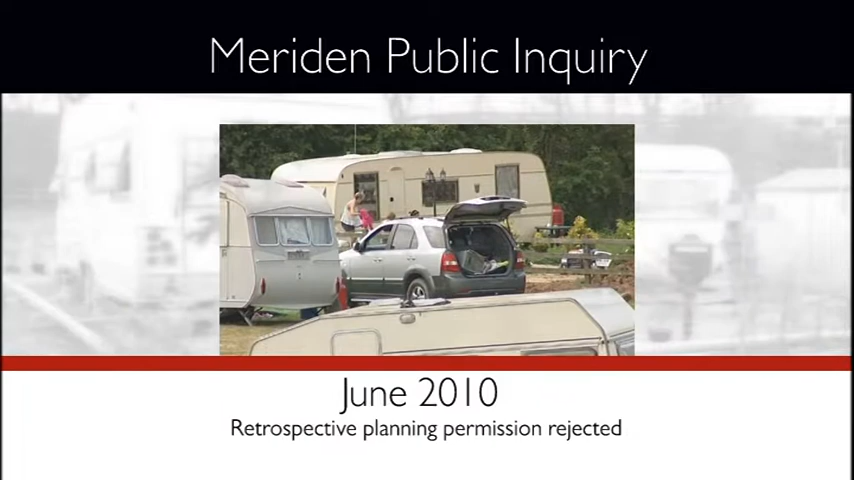 Meriden Public Inquiry
June 2010
Retrospective planning permission rejected